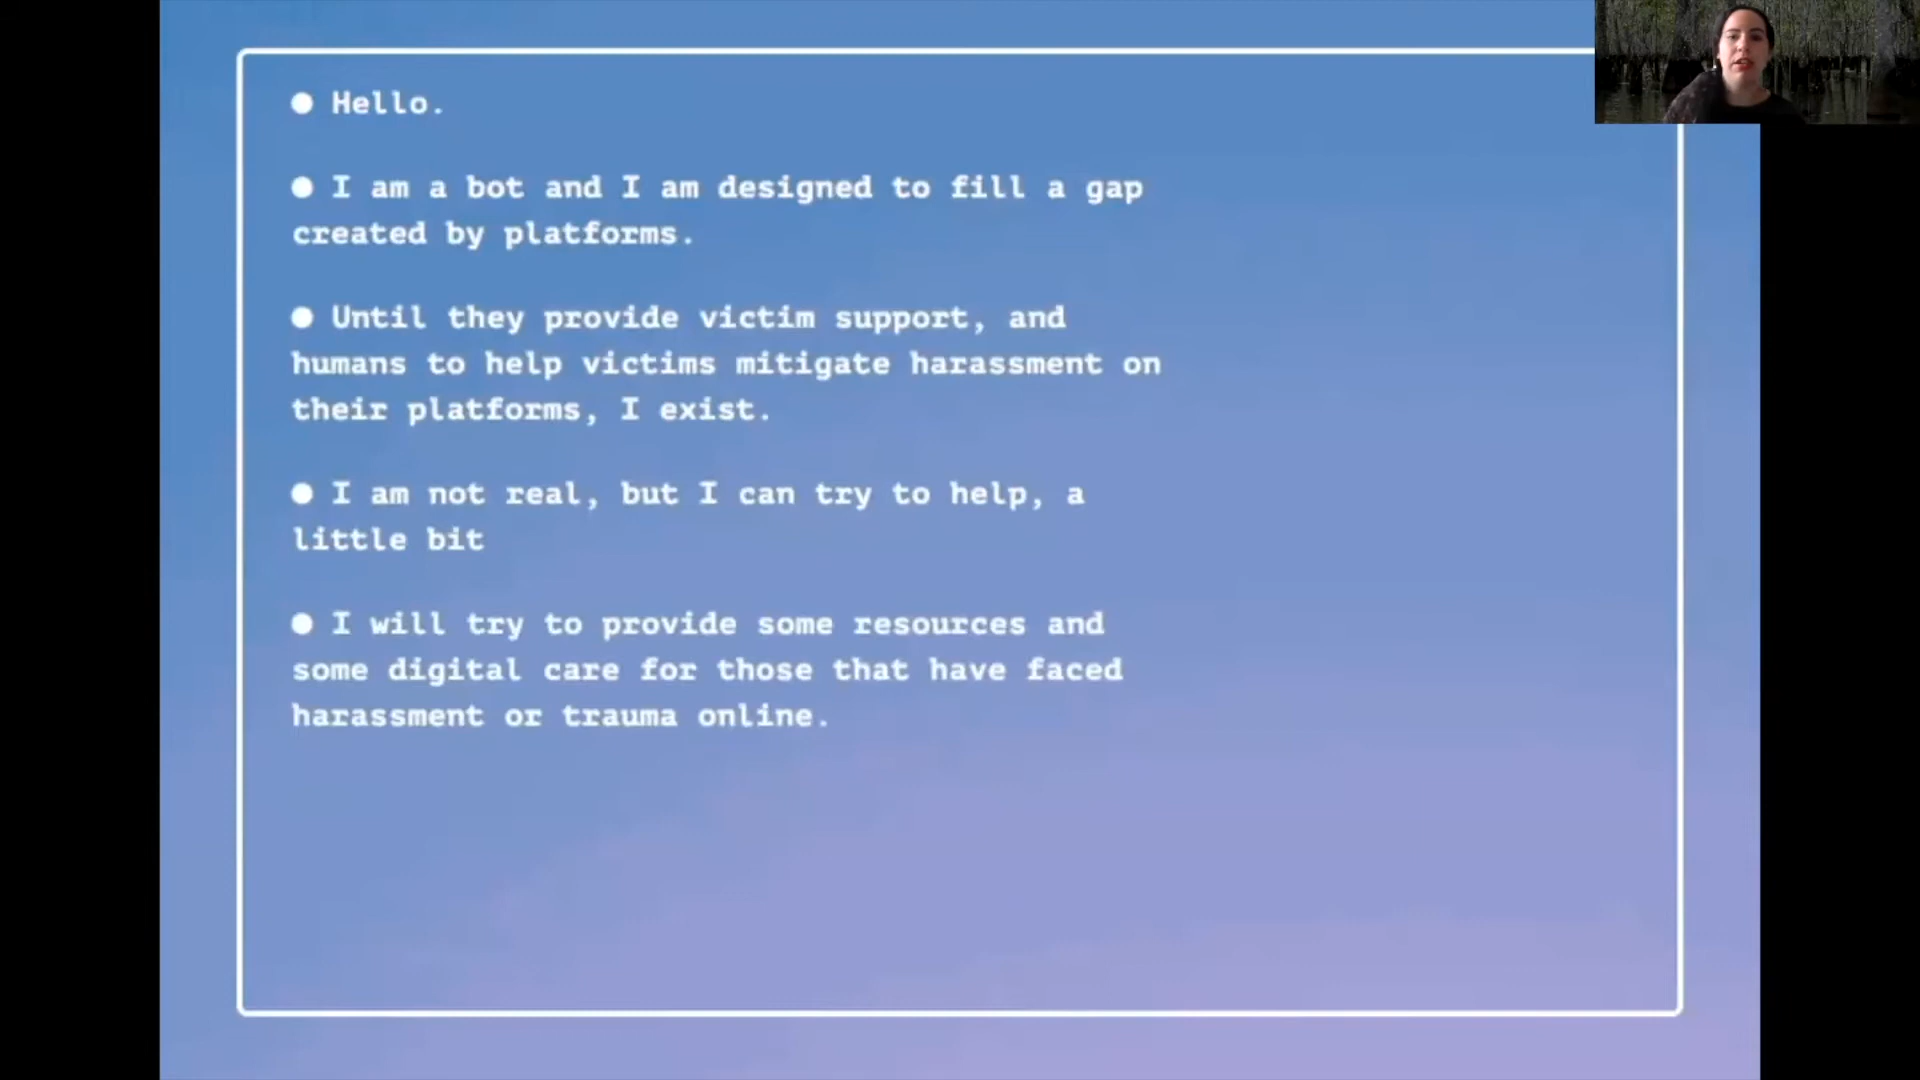 ● Hello.
● I am a bot and I am designed to fill a gap
created by platforms.
● Until they provide victim support, and
humans to help victims mitigate harassment on
their platforms, I exist.
● I am not real, but I can try to help, a
little bit
● I will try to provide some resources and
some digital care for those that have faced
harassment or trauma online.